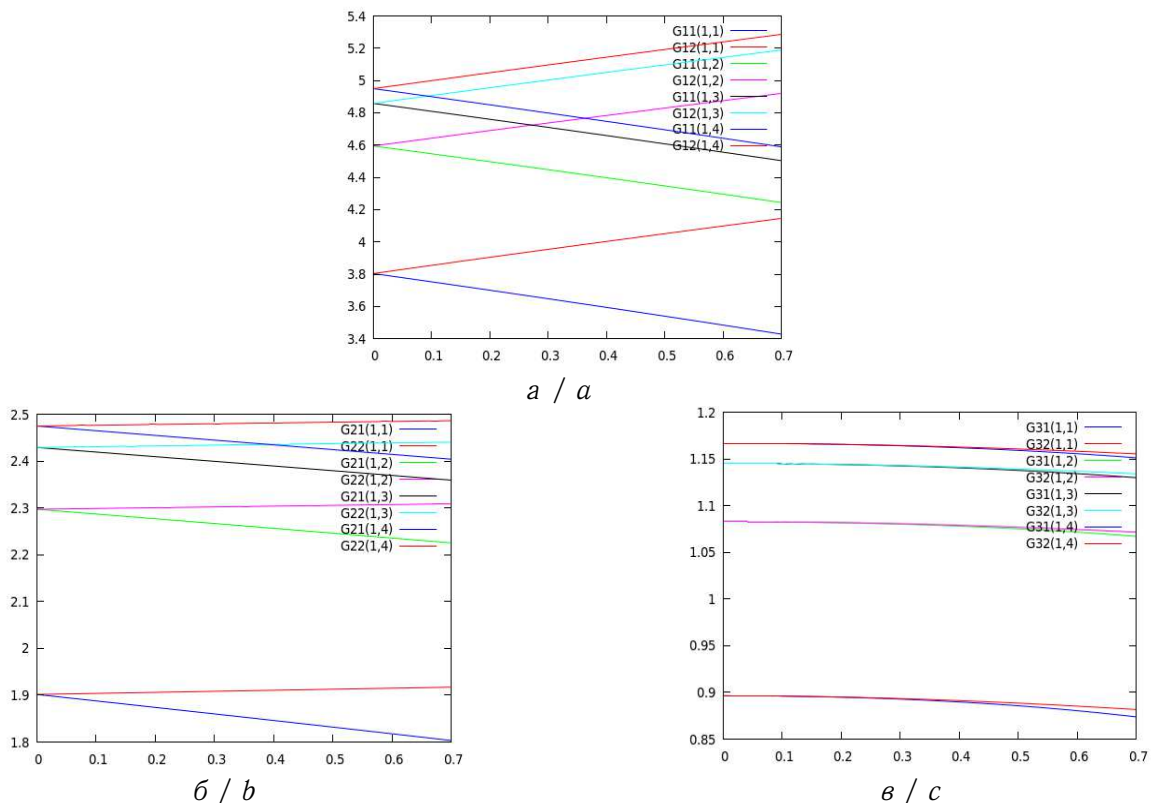 5.4
5.2
5
4.8
4.6
4.4
4.2
4
3.8
3.6
3.4
G11(1,1)
G12(1,1)
G11(1,2)
G12(1,2)
G11(1,3)
G12(1,3)
G11(1,4)
G12(1,4)
0 0.1 0.2 0.3 0.4 0.5 0.6 0.7
а / a
2.5
2.4
2.3
2.2
2.1
2
1.9
1.8
G21(1,1)
G22(1,1)
G21(1,2)
G22(1,2)
G21(1,3)
G22(1,3)
G21(1,4)
G22(1,4)
0 0.1 0.2 0.3 0.4 0.5 0.6 0.7
б / b
1.2
1.15
1.1
1.05
1
0.95
0.9
0.85
G31(1,1)
G32(1,1)
G31(1,2)
G32(1,2)
G31(1,3)
G32(1,3)
G31(1,4)
G32(1,4)
0 0.1 0.2 0.3 0.4 0.5 0.6 0.7
в / c